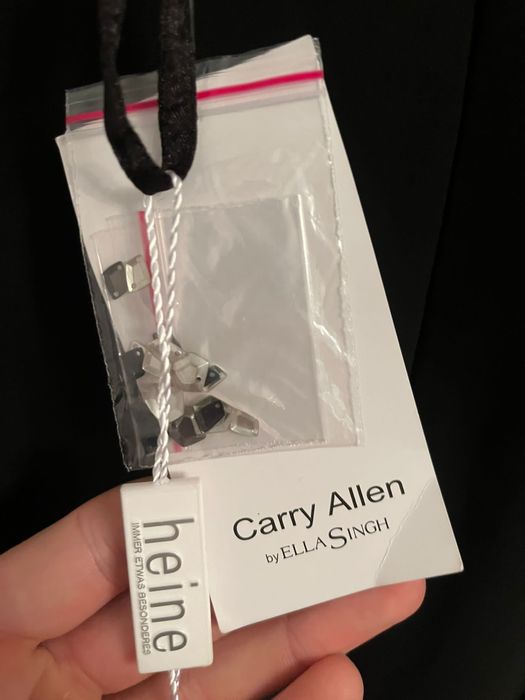 Carry Allen
by ELLA SINGH
heine
IMMER ETWAS BESONDERES